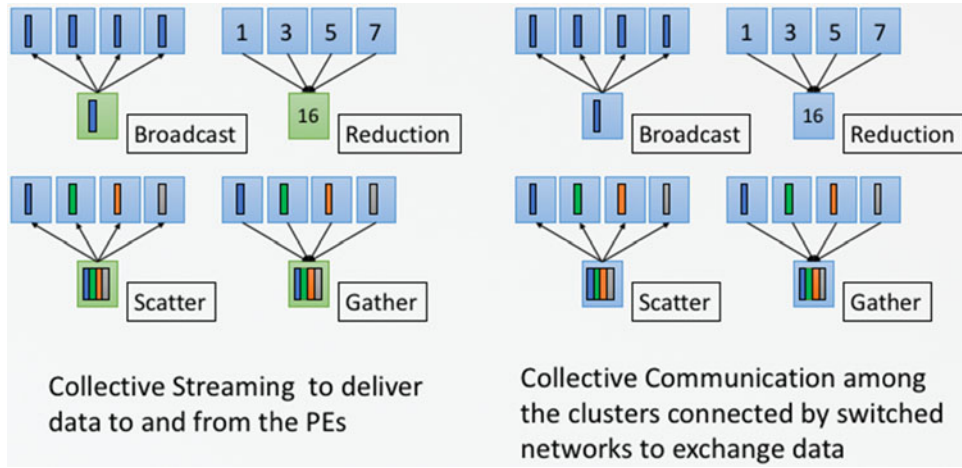 1 3 5 7
16
Broadcast
Reduction
Scatter
Gather
Collective Streaming to deliver
data to and from the PEs
1 3 5 7
16
Broadcast
Reduction
Scatter
Gather
Collective Communication among
the clusters connected by switched
networks to exchange data